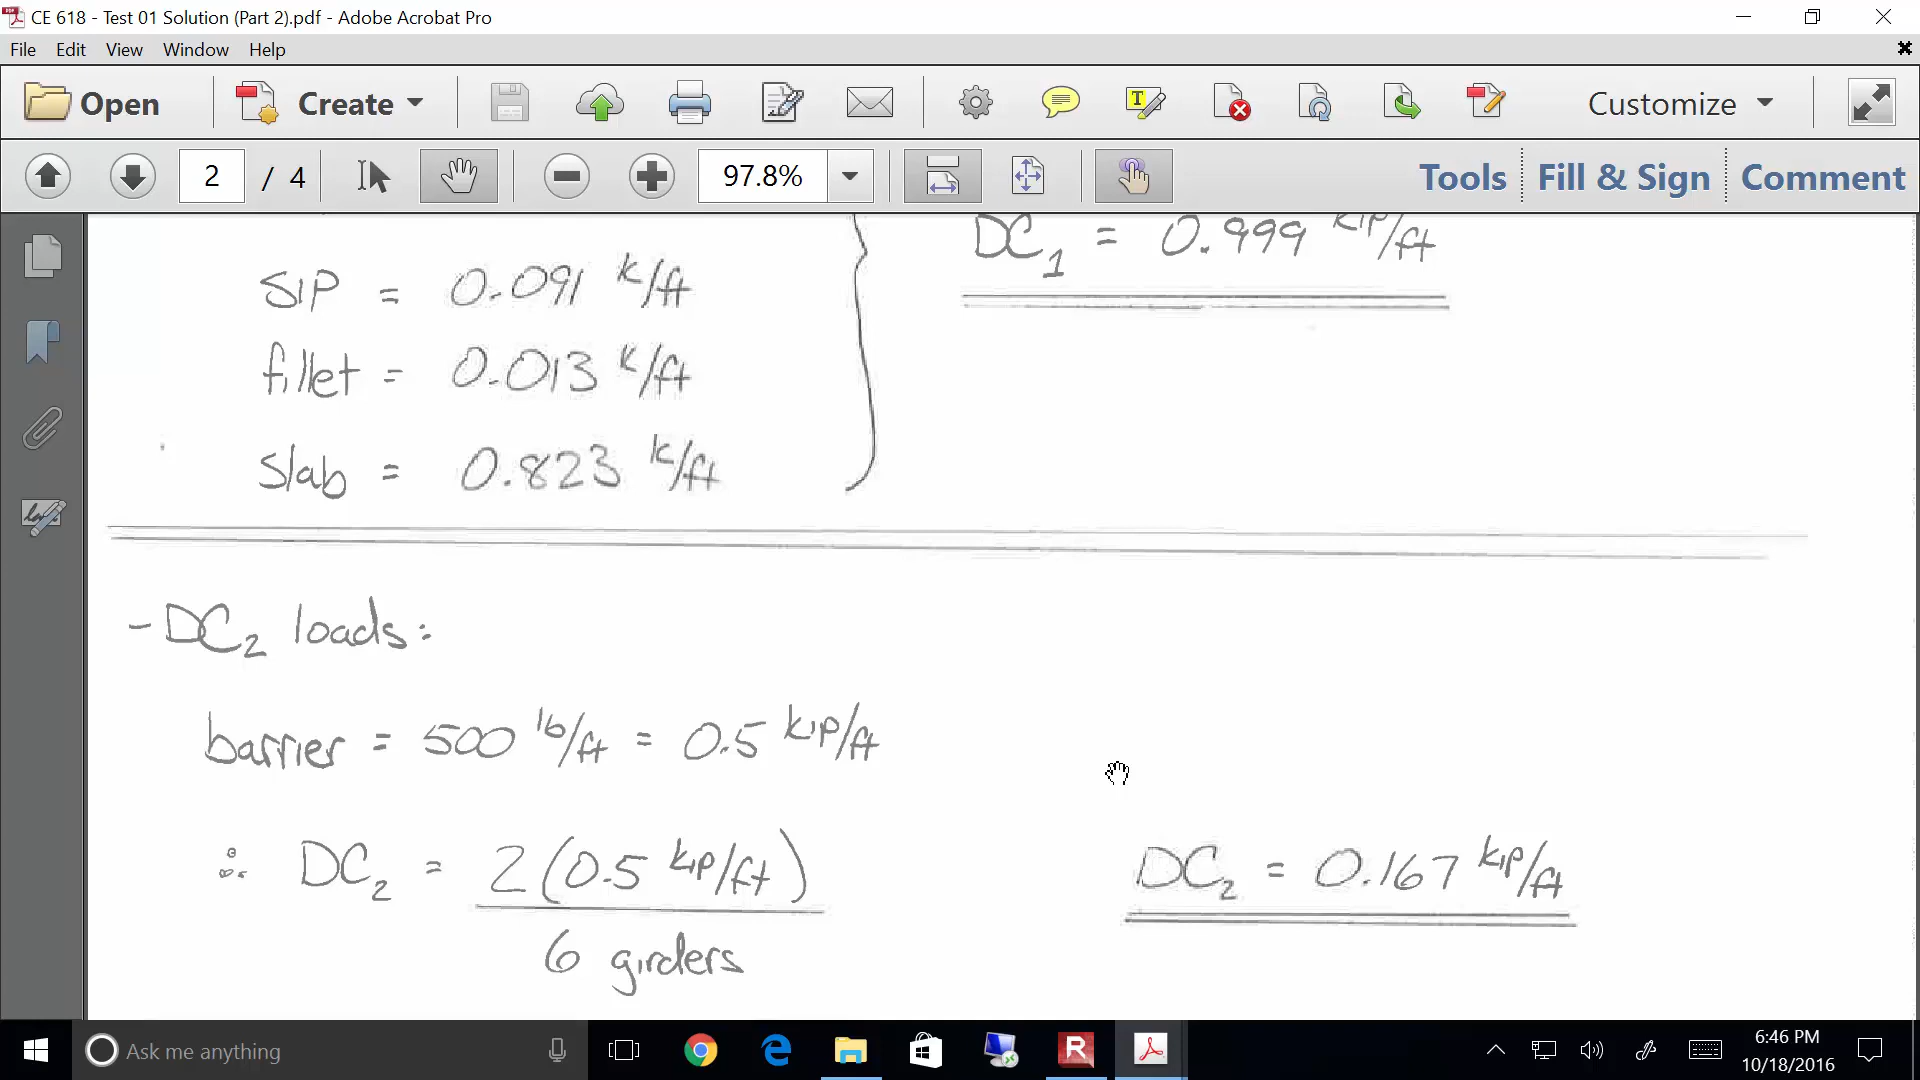 CE 618 - Test 01 Solution (Part 2).pdf - Adobe Acrobat Pro
File Edit View Window Help
Open Create Customize
2 / 4 97.8% Tools Fill & Sign Comment
DC1 = 0.999 kip/ft
SIP = 0.091 k/ft
fillet = 0.013 k/ft
Slab = 0.823 k/ft
- DC2 loads:
barrier = 500 lb/ft = 0.5 kip/ft
∴ DC2 = 2 (0.5 kip/ft) DC2 = 0.167 kip/ft
6 girders
Ask me anything
6:46 PM
10/18/2016